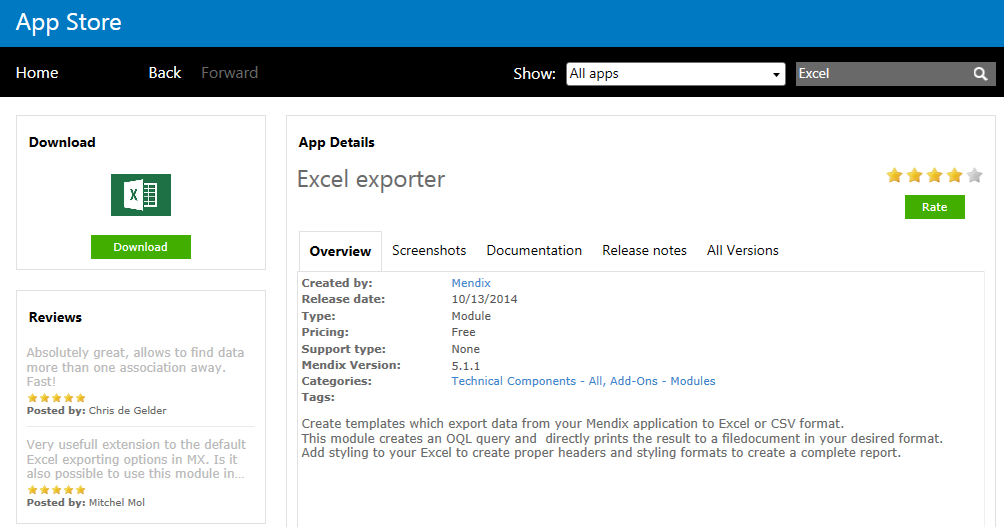 App Store
Home Back Forward Show: All apps Excel
Download
X
Download
Reviews
Absolutely great, allows to find data
more than one association away.
Fast!
Posted by: Chris de Gelder
Very usefull extension to the default
Excel exporting options in MX. Is it
also possible to use this module in...
Posted by: Mitchel Mol
App Details
Excel exporter
Rate
Overview Screenshots Documentation Release notes All Versions
Created by: Mendix
Release date: 10/13/2014
Type: Module
Pricing: Free
Support type: None
Mendix Version: 5.1.1
Categories: Technical Components - All, Add-Ons - Modules
Tags:
Create templates which export data from your Mendix application to Excel or CSV format.
This module creates an OQL query and  directly prints the result to a filedocument in your desired format.
Add styling to your Excel to create proper headers and styling formats to create a complete report.